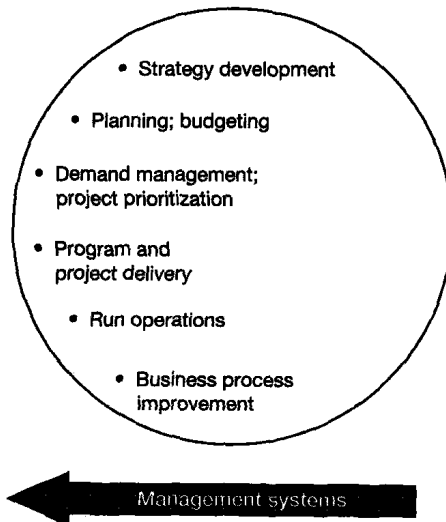 • Strategy development
• Planning; budgeting
• Demand management;
project prioritization
• Program and
project delivery
• Run operations
• Business process
improvement
Management systems